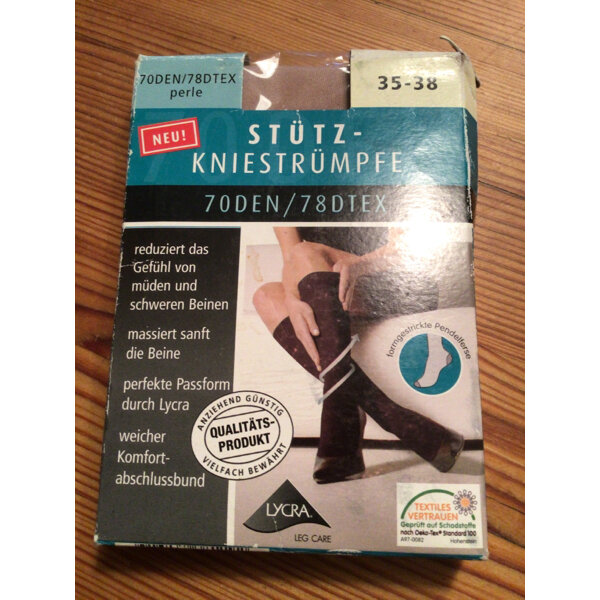 70DEN/78DTEX
perle
35-38
NEU!
STÜTZ-
KNIESTRÜMPFE
70DEN/78DTEX
reduziert das
Gefühl von
müden und
schweren Beinen
massiert sanft
die Beine
perfekte Passform
durch Lycra
weicher
Komfort-
abschlussbund
formgestrickte Pendelferse
ANZIEHEND GÜNSTIG
QUALITÄTS-
PRODUKT
VIELFACH BEWÄHRT
LYCRA®
LEG CARE
TEXTILES
VERTRAUEN
Geprüft auf Schadstoffe
nach Oeko-Tex® Standard 100
A97-0082
Hohenstein